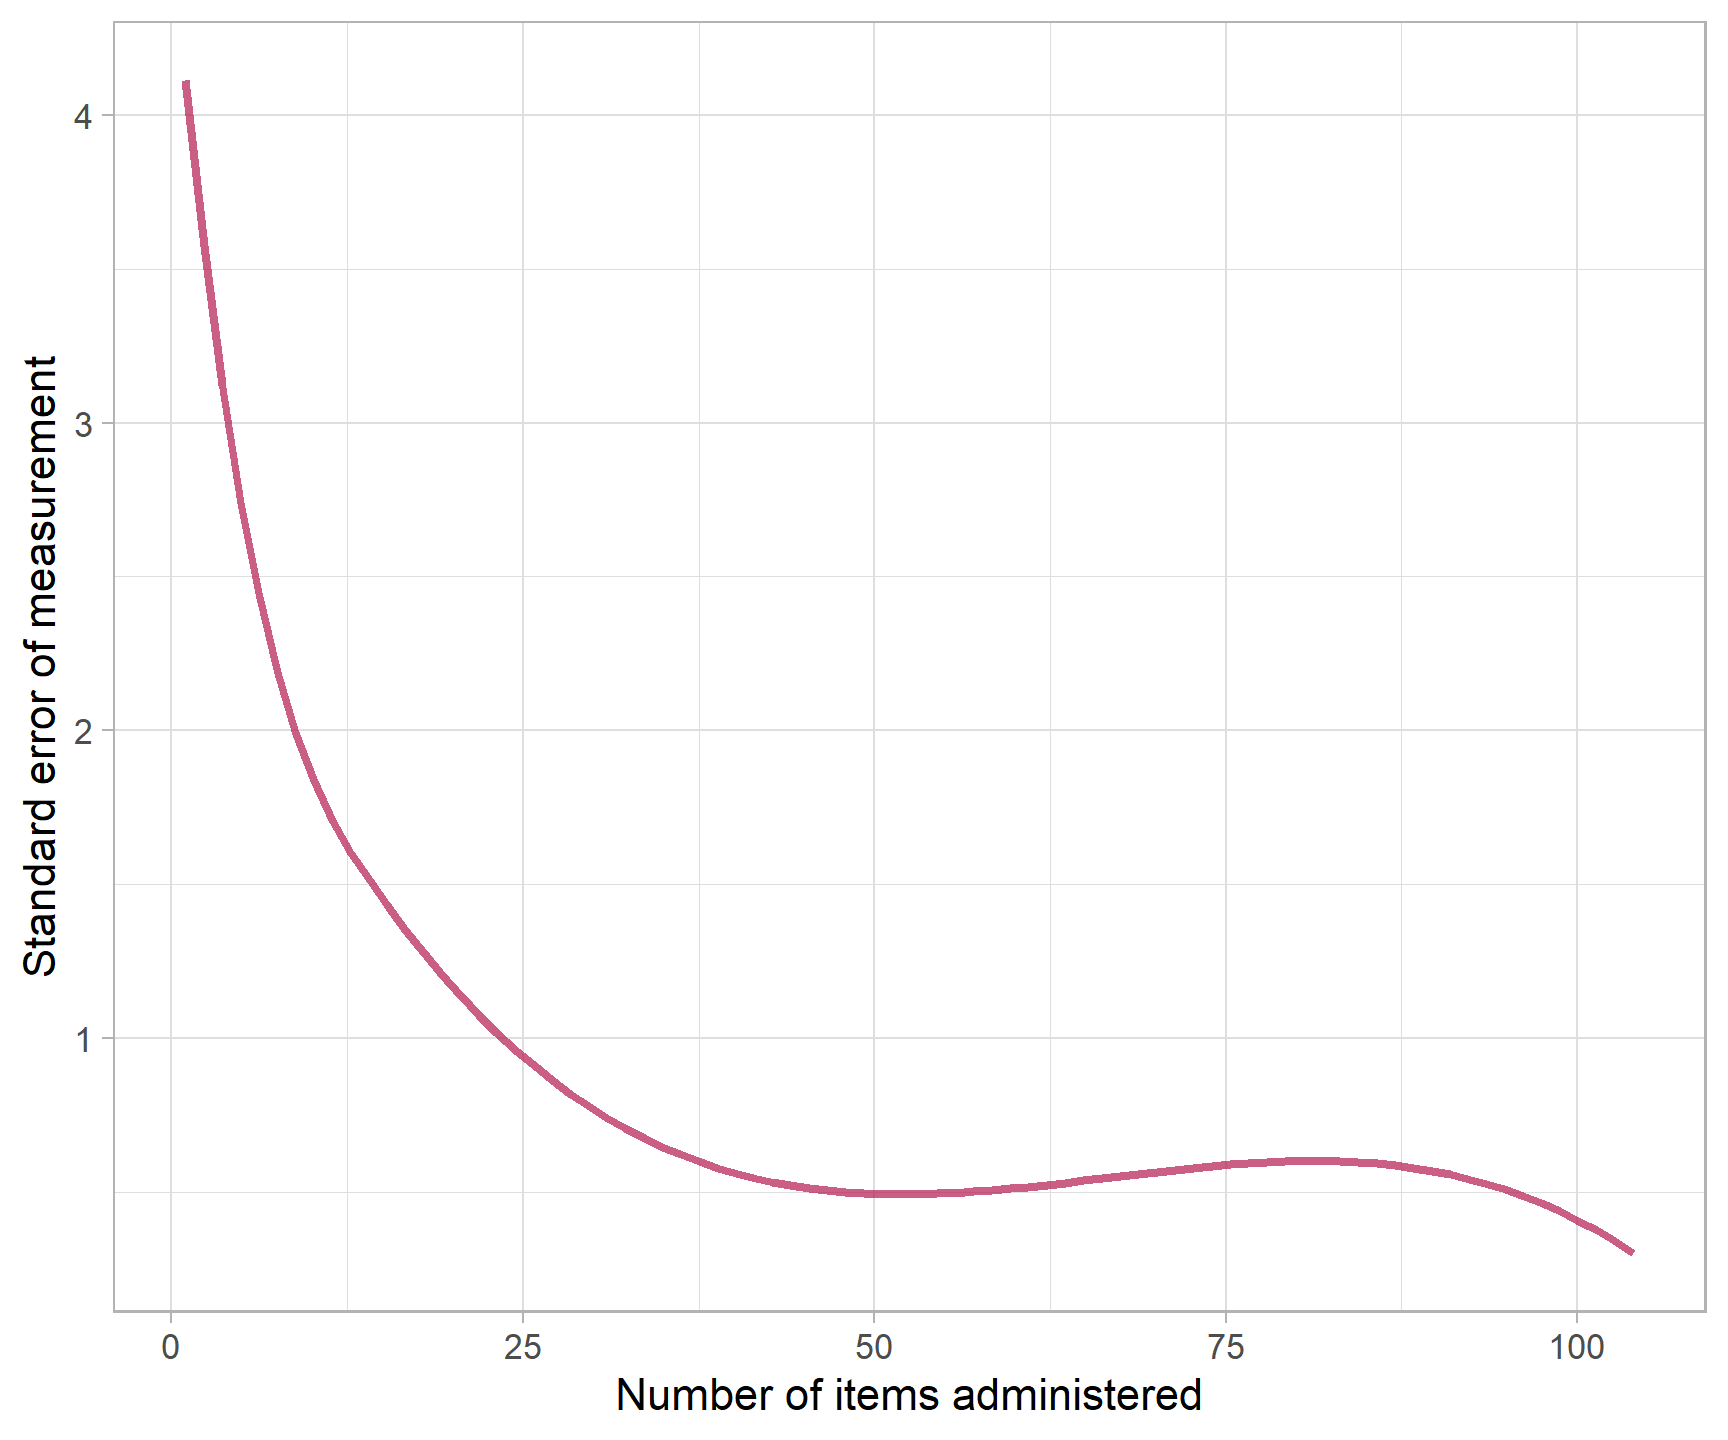 Standard error of measurement
4
3
2
1
0 25 50 75 100
Number of items administered